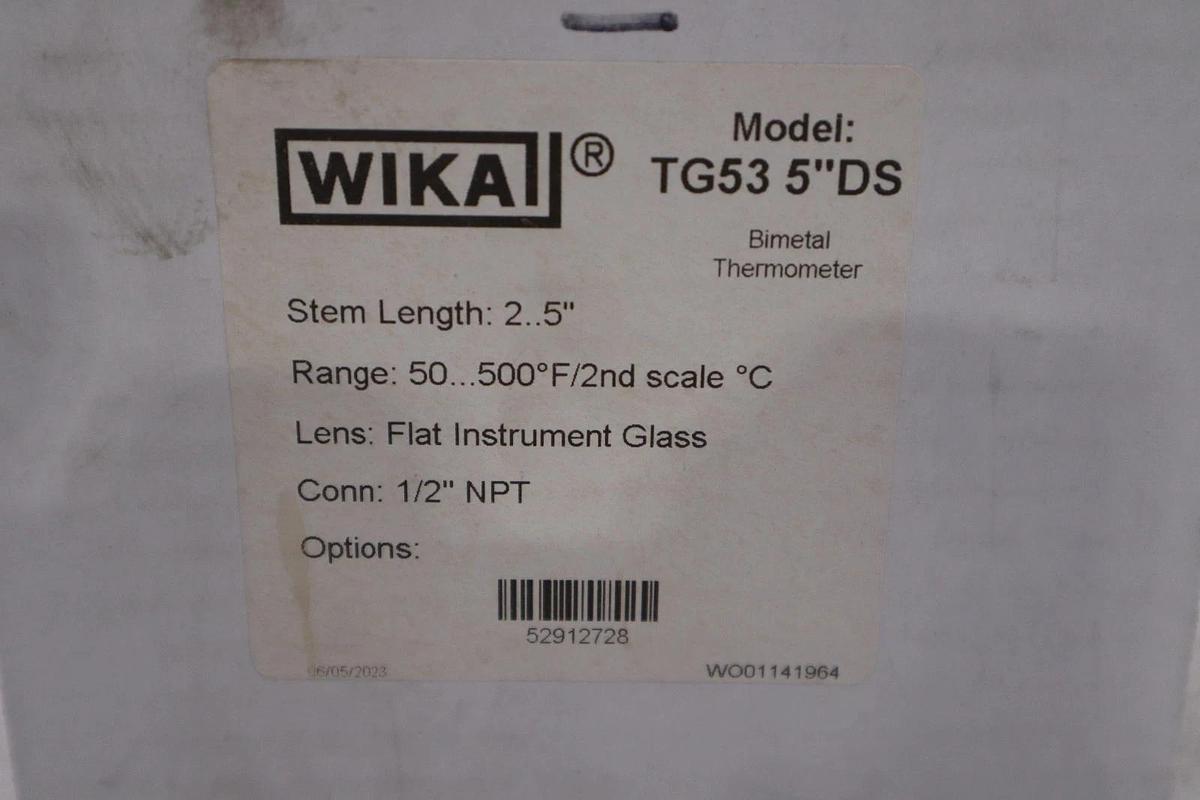 WIKA®
Model:
TG53 5"DS
Bimetal
Thermometer
Stem Length: 2..5"
Range: 50...500°F/2nd scale °C
Lens: Flat Instrument Glass
Conn: 1/2" NPT
Options:
52912728
06/05/2023
WO01141964